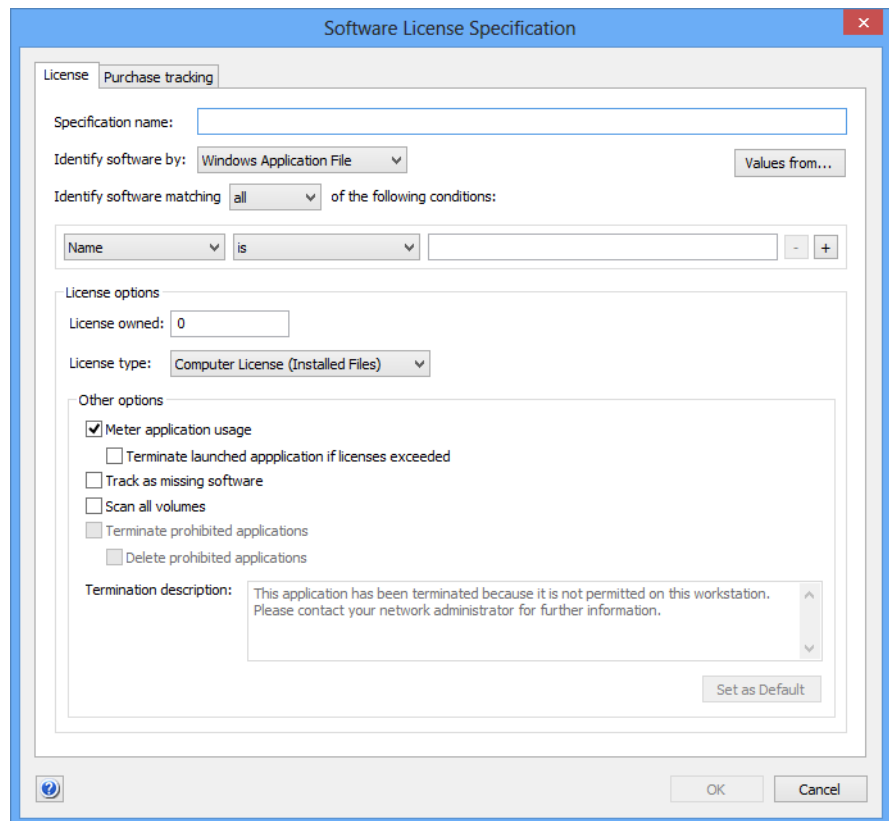 Software License Specification
License Purchase tracking
Specification name:
Identify software by: Windows Application File Values from...
Identify software matching all of the following conditions:
Name is - +
License options
License owned: 0
License type: Computer License (Installed Files)
Other options
Meter application usage
Terminate launched appplication if licenses exceeded
Track as missing software
Scan all volumes
Terminate prohibited applications
Delete prohibited applications
Termination description: This application has been terminated because it is not permitted on this workstation.
Please contact your network administrator for further information.
Set as Default
? OK Cancel